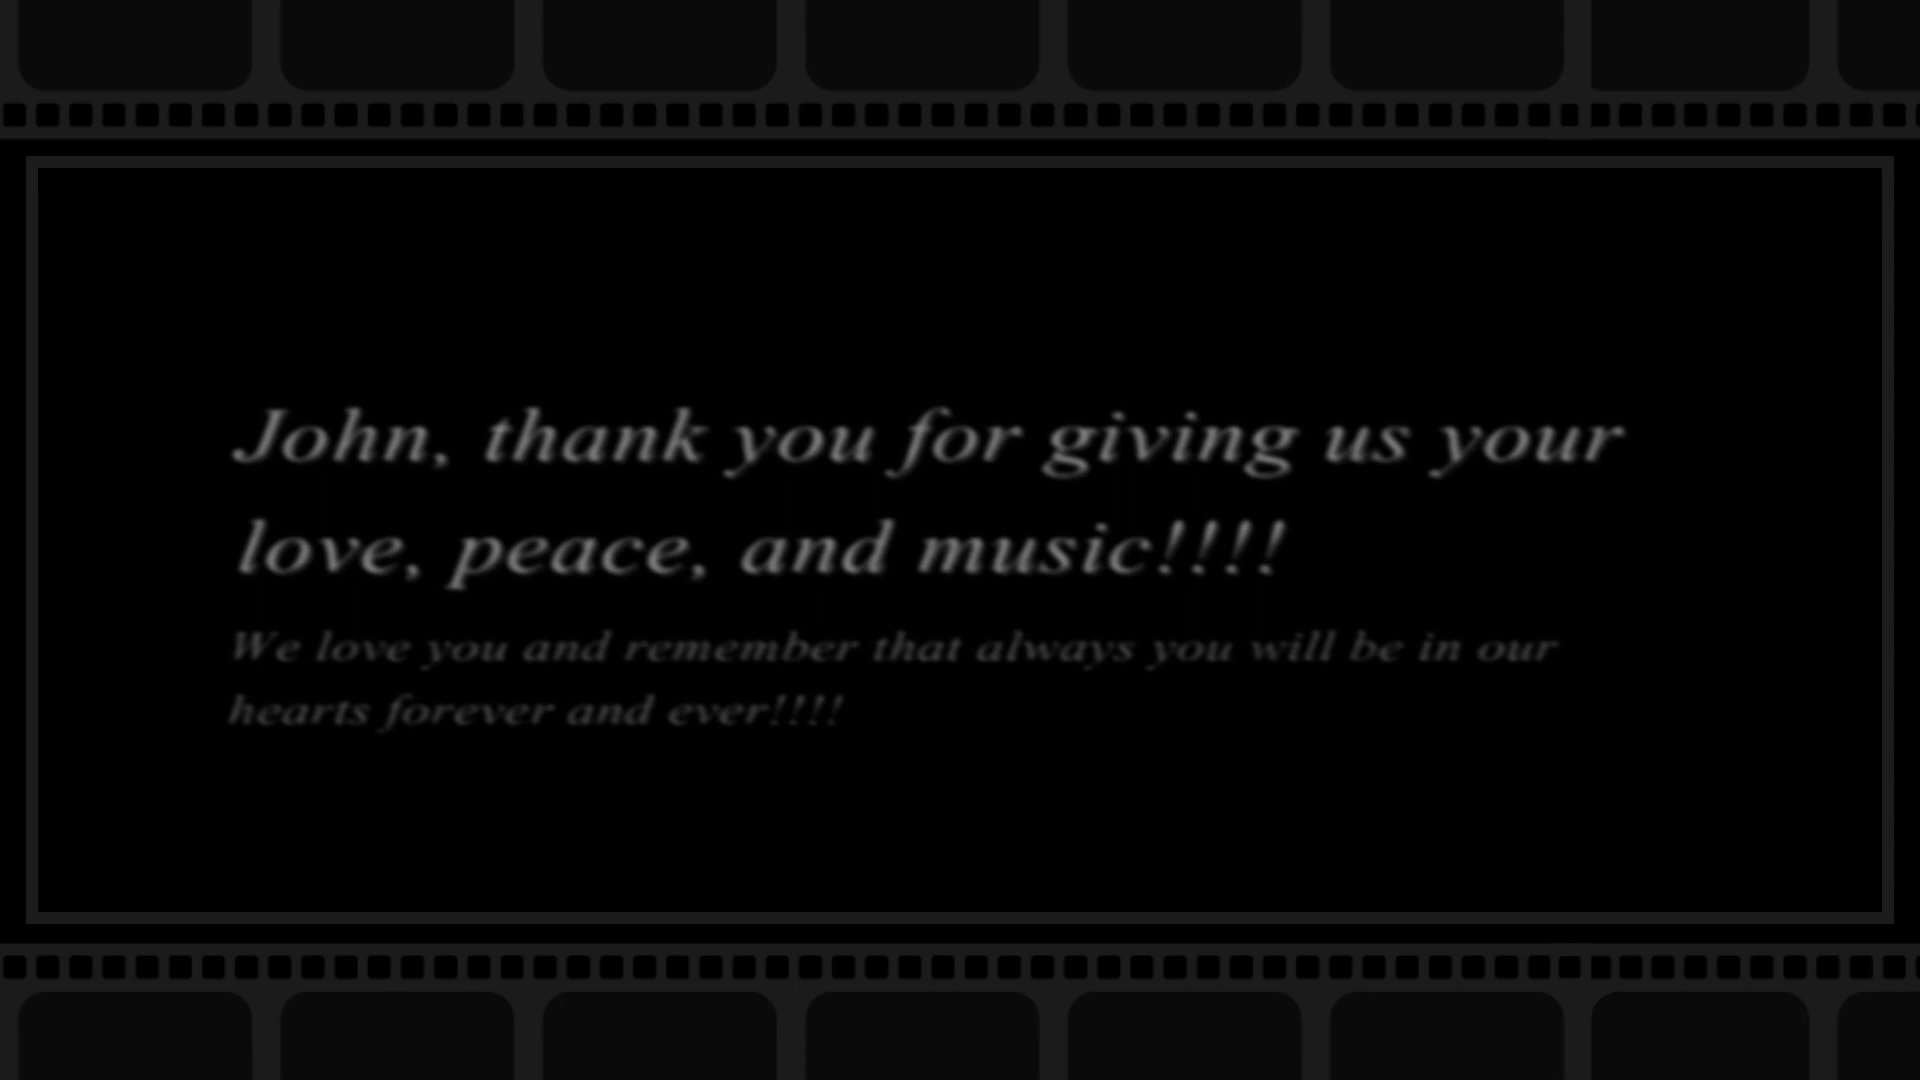 John, thank you for giving us your
love, peace, and music!!!!
We love you and remember that always you will be in our
hearts forever and ever!!!!